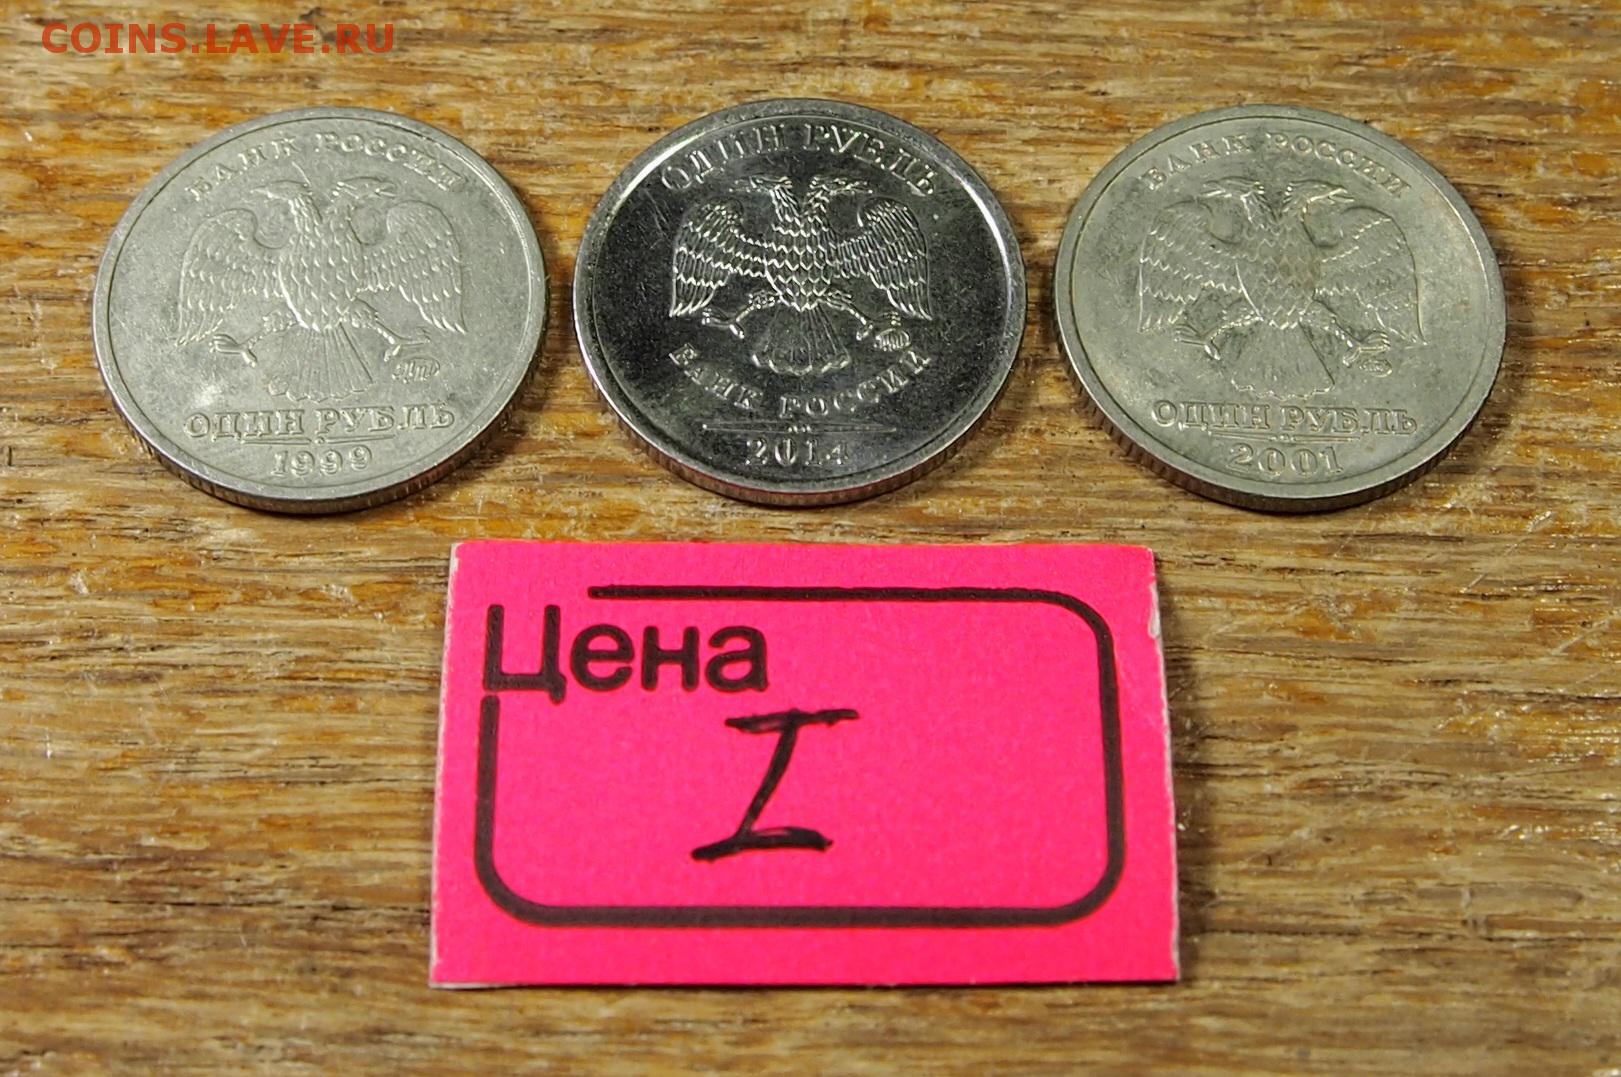 COINS.LAVE.RU
БАНК РОССИИ
ОДИН РУБЛЬ
1999
ОДИН РУБЛЬ
БАНК РОССИИ
2014
БАНК РОССИИ
ОДИН РУБЛЬ
2001
Цена
I